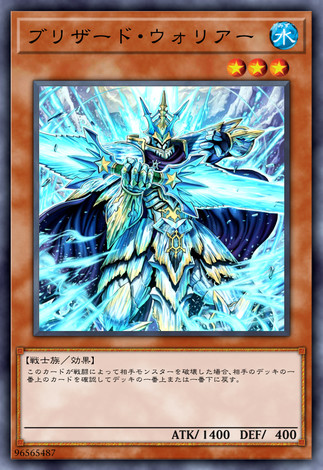 ブリザード・ウォリアー
水
【戦士族／効果】
このカードが戦闘によって相手モンスターを破壊した場合、相手のデッキの一
番上のカードを確認してデッキの一番上または一番下に戻す。
ATK/ 1400 DEF/ 400
96565487